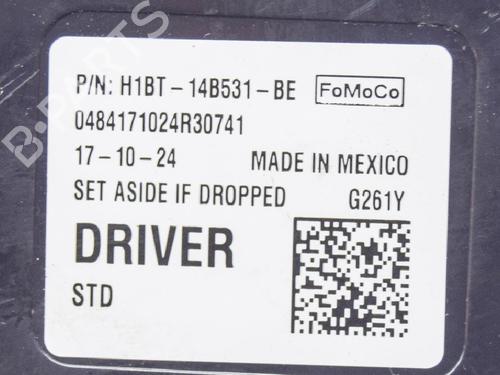 P/N: H1BT-14B531-BE FoMoCo
0484171024R30741
17-10-24 MADE IN MEXICO
SET ASIDE IF DROPPED G261Y
DRIVER
STD
B-PARTS